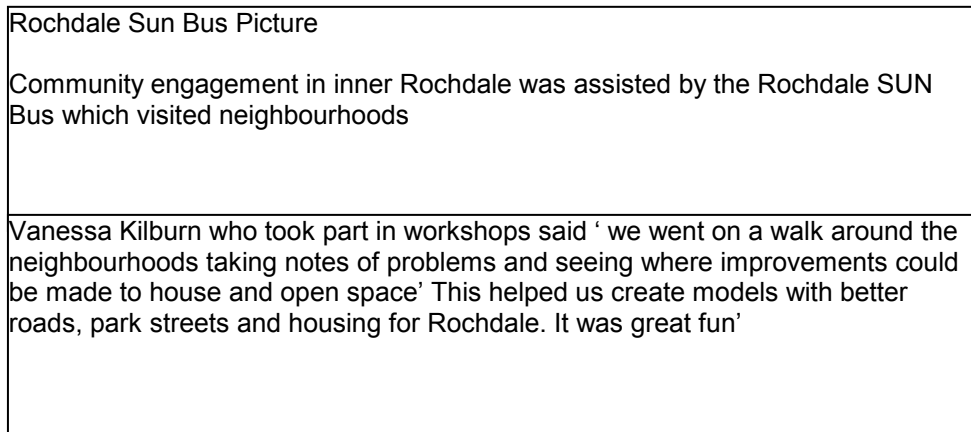 Rochdale Sun Bus Picture
Community engagement in inner Rochdale was assisted by the Rochdale SUN
Bus which visited neighbourhoods
Vanessa Kilburn who took part in workshops said ‘ we went on a walk around the
neighbourhoods taking notes of problems and seeing where improvements could
be made to house and open space’ This helped us create models with better
roads, park streets and housing for Rochdale. It was great fun’